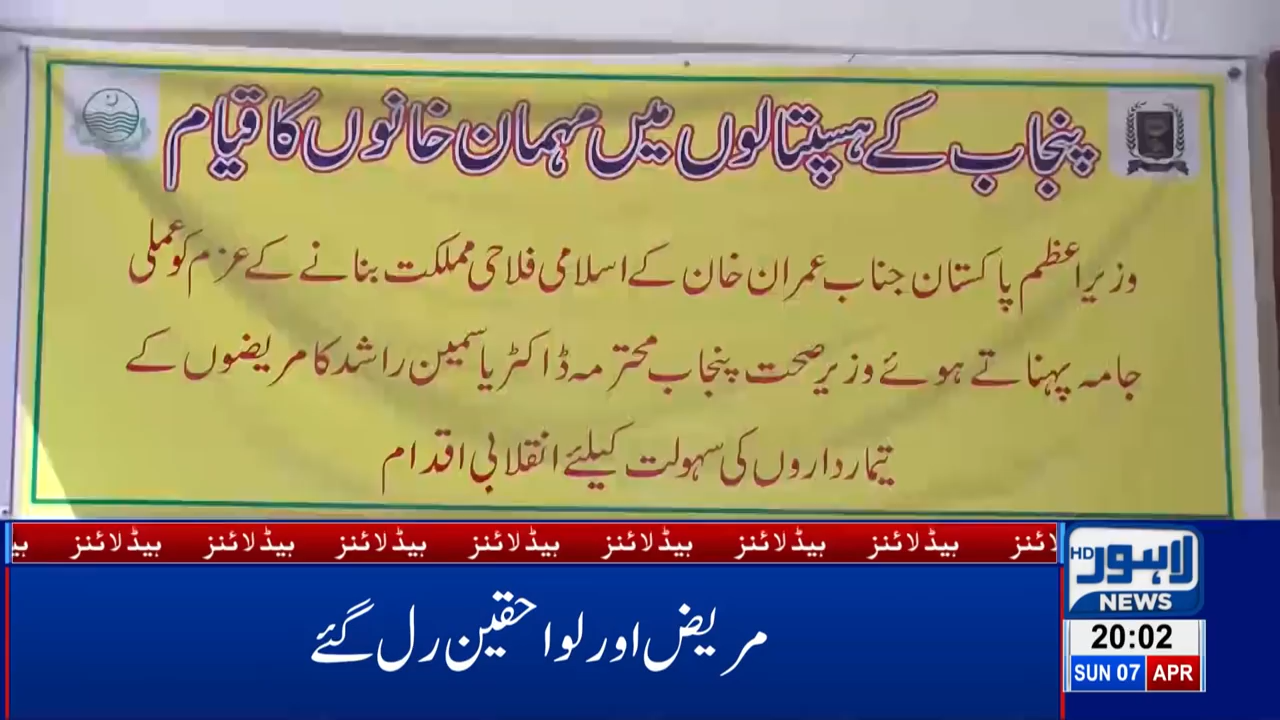 پنجاب کے ہسپتالوں میں مہمان خانوں کا قیام
وزیراعظم پاکستان جناب عمران خان کے اسلامی فلاحی مملکت بنانے کے عزم کو عملی
جامہ پہناتے ہوئے وزیر صحت پنجاب محترمہ ڈاکٹر یاسمین راشد کا مریضوں کے
تیمارداروں کی سہولت کیلئے انقلابی اقدام
لائنز ہیڈلائنز ہیڈلائنز ہیڈلائنز ہیڈلائنز ہیڈلائنز ہیڈلائنز ہیڈلائنز ہی
مریض اور لواحقین رل گئے
لاہور HD
NEWS
20:02
SUN 07 APR